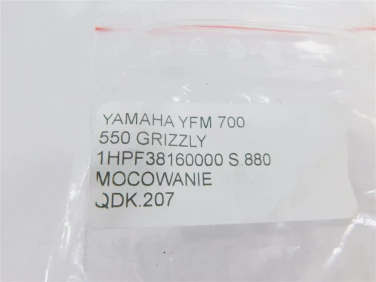 YAMAHA YFM 700
550 GRIZZLY
1HPF38160000 S.880
MOCOWANIE
QDK.207